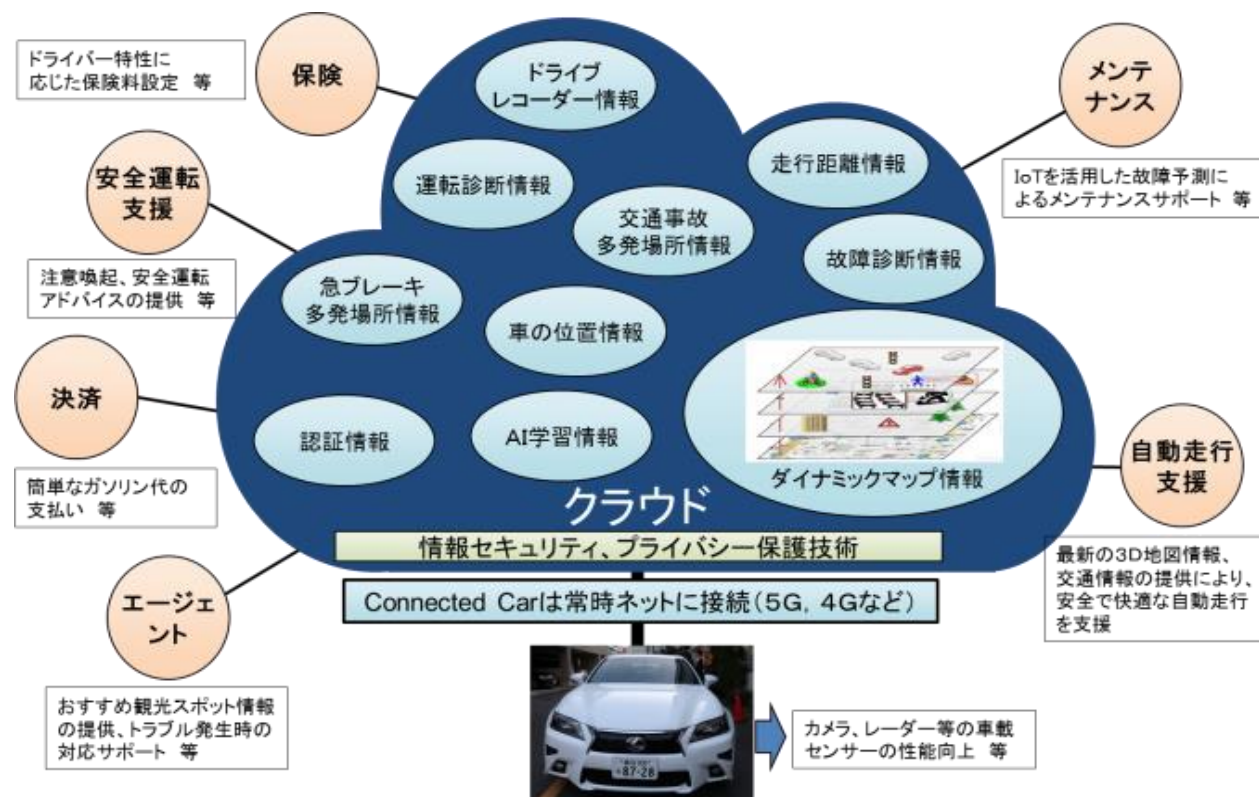 保険
ドライバー特性に
応じた保険料設定 等
安全運転
支援
注意喚起、安全運転
アドバイスの提供 等
決済
簡単なガソリン代の
支払い 等
エージェ
ント
おすすめ観光スポット情報
の提供、トラブル発生時の
対応サポート 等
ドライブ
レコーダー情報
運転診断情報
走行距離情報
交通事故
多発場所情報
故障診断情報
急ブレーキ
多発場所情報
車の位置情報
認証情報
AI学習情報
ダイナミックマップ情報
クラウド
情報セキュリティ、プライバシー保護技術
Connected Carは常時ネットに接続(5G, 4Gなど)
メンテ
ナンス
IoTを活用した故障予測に
よるメンテナンスサポート 等
自動走行
支援
最新の3D地図情報、
交通情報の提供により、
安全で快適な自動走行
を支援
カメラ、レーダー等の車載
センサーの性能向上 等
87-28